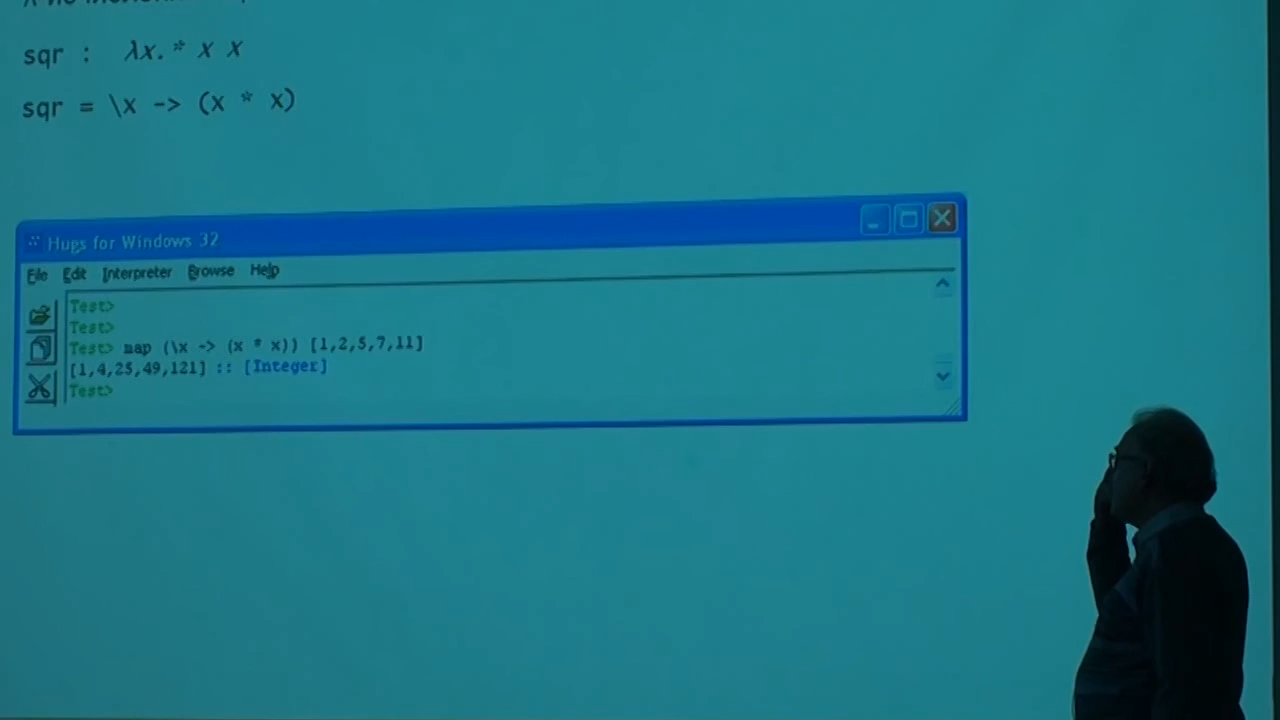 sqr : λx.* x x
sqr = \x -> (x * x)
Hugs for Windows 32
File Edit Interpreter Browse Help
Test>
Test>
Test> map (\x -> (x * x)) [1,2,5,7,11]
[1,4,25,49,121] :: [Integer]
Test>